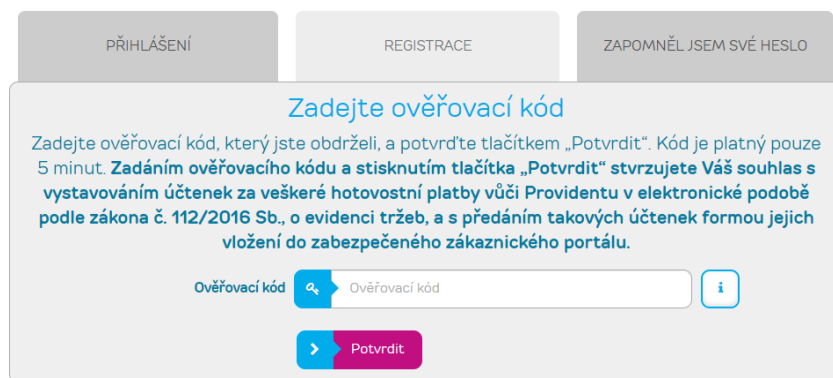 PŘIHLÁŠENÍ
REGISTRACE
ZAPOMNĚL JSEM SVÉ HESLO
Zadejte ověřovací kód
Zadejte ověřovací kód, který jste obdrželi, a potvrďte tlačítkem „Potvrdit“. Kód je platný pouze
5 minut. Zadáním ověřovacího kódu a stisknutím tlačítka „Potvrdit“ stvrzujete Váš souhlas s
vystavováním účtenek za veškeré hotovostní platby vůči Providentu v elektronické podobě
podle zákona č. 112/2016 Sb., o evidenci tržeb, a s předáním takových účtenek formou jejich
vložení do zabezpečeného zákaznického portálu.
Ověřovací kód
Ověřovací kód
i
Potvrdit